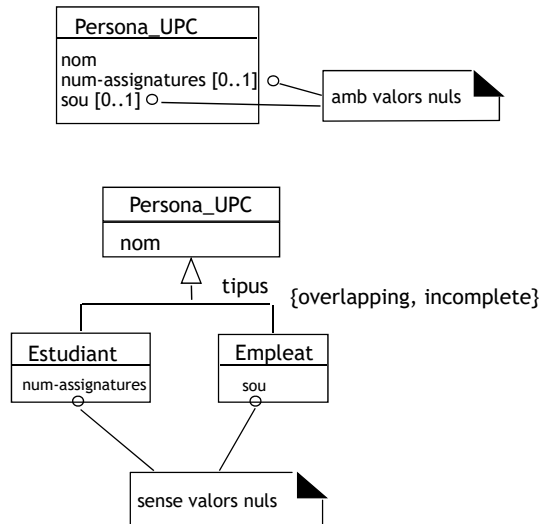 Persona_UPC
nom
num-assignatures [0..1]
sou [0..1]
amb valors nuls
Persona_UPC
nom
tipus
{overlapping, incomplete}
Estudiant
num-assignatures
Empleat
sou
sense valors nuls